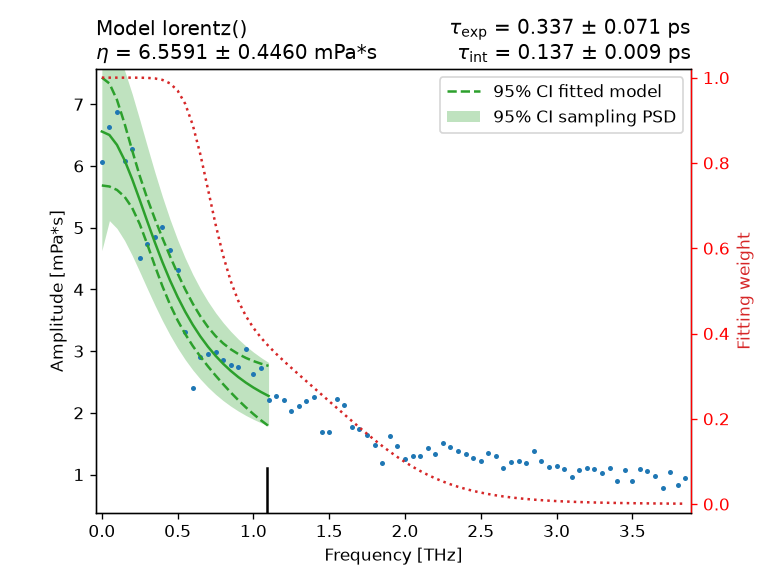 Model lorentz()
η = 6.5591 ± 0.4460 mPa*s
τexp = 0.337 ± 0.071 ps
τint = 0.137 ± 0.009 ps
95% CI fitted model
95% CI sampling PSD
Amplitude [mPa*s]
7
6
5
4
3
2
1
1.0
0.8
0.6
0.4
0.2
0.0
Fitting weight
0.0 0.5 1.0 1.5 2.0 2.5 3.0 3.5
Frequency [THz]